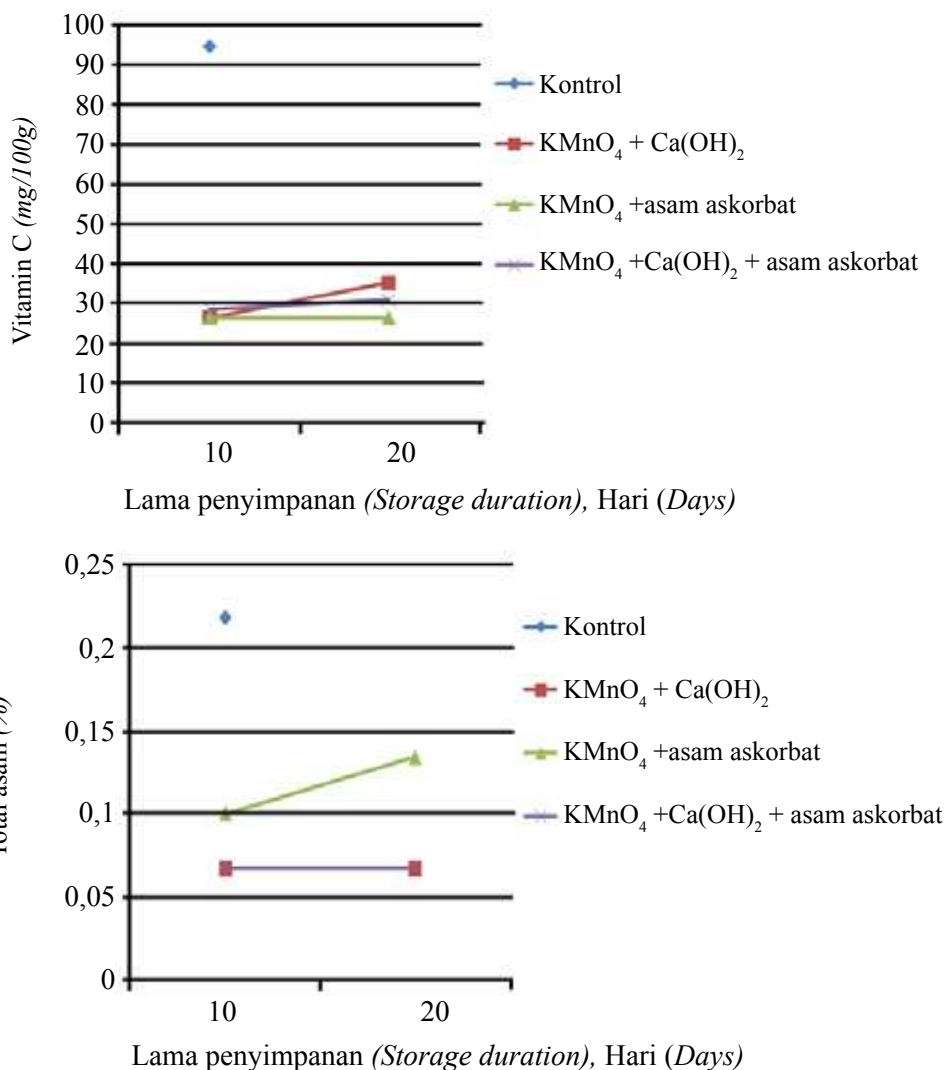 100
90
80
70
60
50
40
30
20
10
0
Vitamin C (mg/100g)
10 20
Lama penyimpanan (Storage duration), Hari (Days)
Kontrol
KMnO₄ + Ca(OH)₂
KMnO₄ +asam askorbat
KMnO₄ +Ca(OH)₂ + asam askorbat
0,25
0,2
0,15
0,1
0,05
0
asam (%)
10 20
Lama penyimpanan (Storage duration), Hari (Days)
Kontrol
KMnO₄ + Ca(OH)₂
KMnO₄ +asam askorbat
KMnO₄ +Ca(OH)₂ + asam askorbat